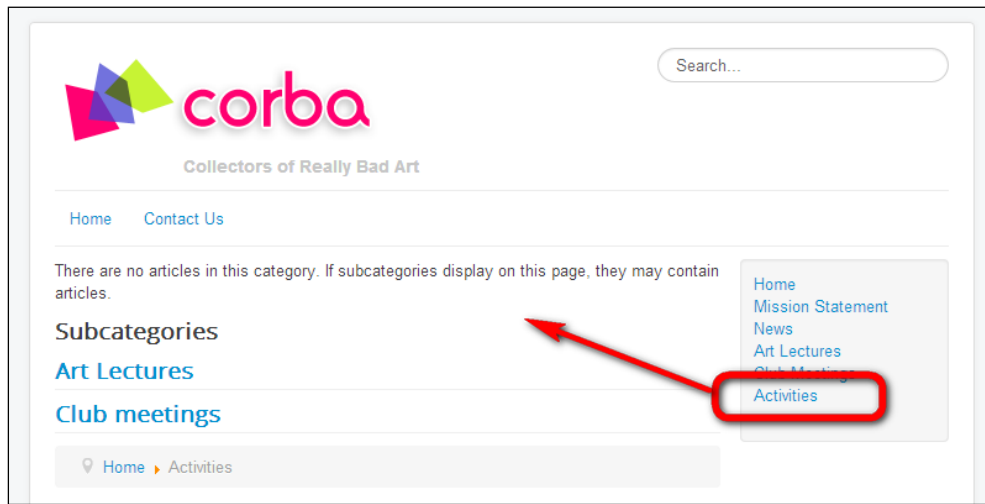 Search...
corba
Collectors of Really Bad Art
Home Contact Us
There are no articles in this category. If subcategories display on this page, they may contain
articles.
Subcategories
Art Lectures
Club meetings
Home Activities
Home
Mission Statement
News
Art Lectures
Club Meetings
Activities